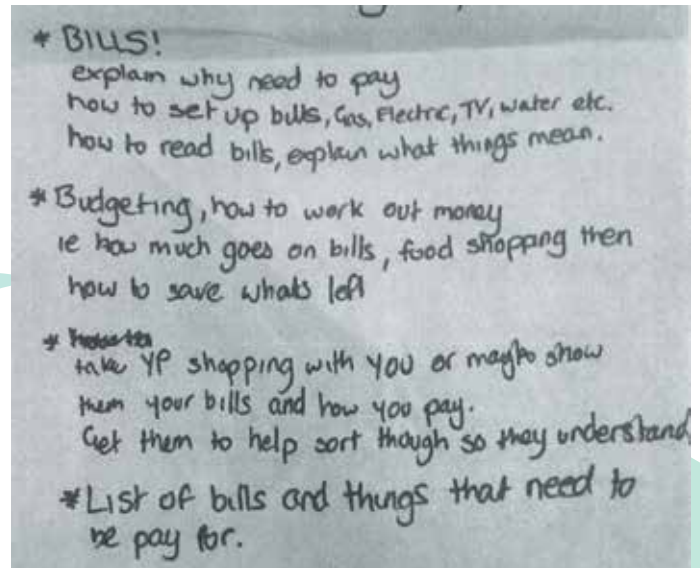 * BILLS!
explain why need to pay
how to set up bills, Gas, Electric, TV, water etc.
how to read bills, explain what things mean.
* Budgeting, how to work out money
ie how much goes on bills, food shopping then
how to save whats left
*
take YP shopping with you or maybe show
them your bills and how you pay.
Get them to help sort though so they understand
* List of bills and things that need to
be pay for.